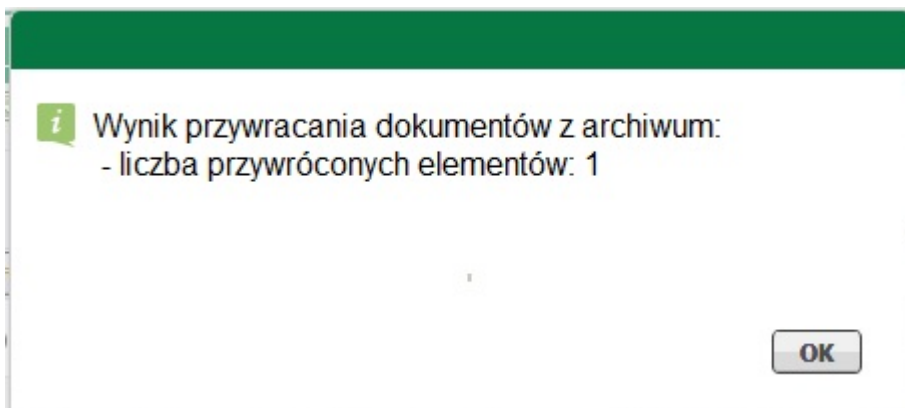 Wynik przywracania dokumentów z archiwum:
- liczba przywróconych elementów: 1
OK